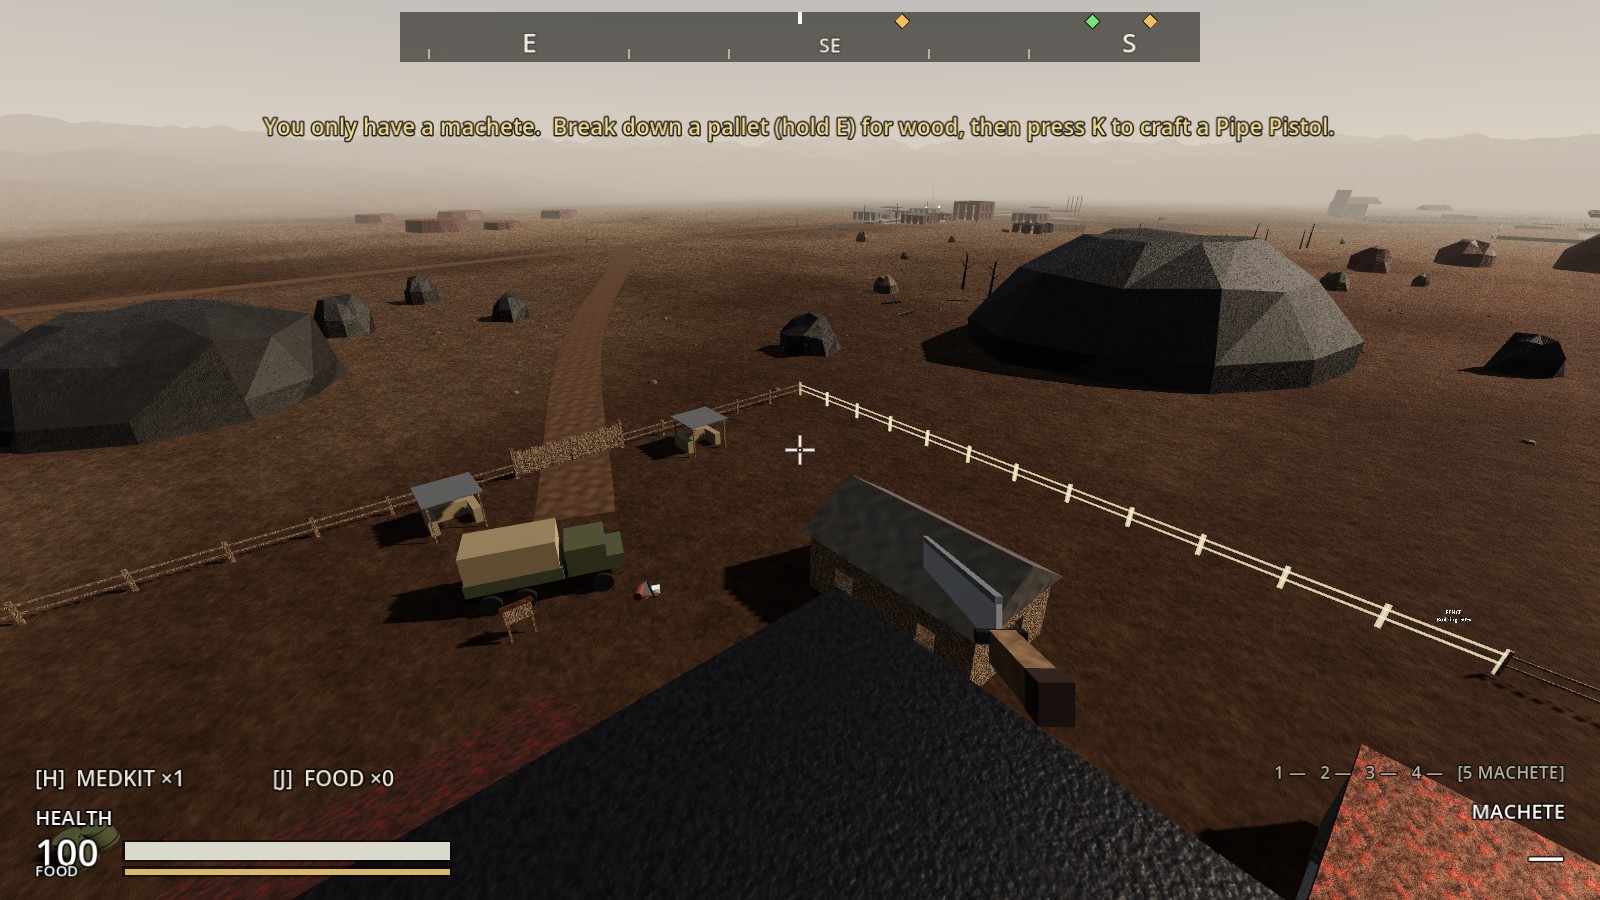 E SE S
You only have a machete. Break down a pallet (hold E) for wood, then press K to craft a Pipe Pistol.
[H] MEDKIT ×1 [J] FOOD ×0
1 — 2 — 3 — 4 — [5 MACHETE]
HEALTH
MACHETE
100
FOOD